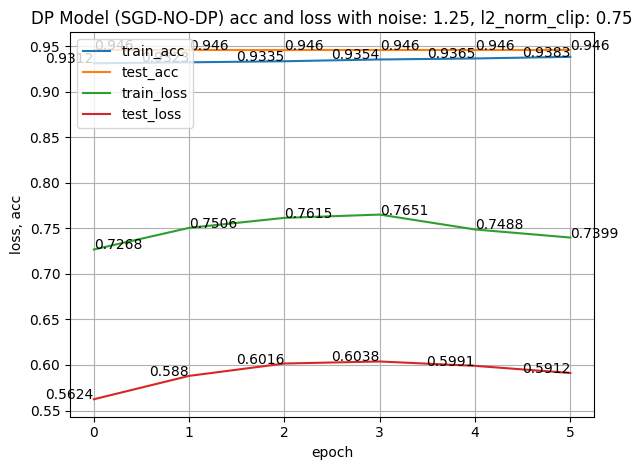 DP Model (SGD-NO-DP) acc and loss with noise: 1.25, l2_norm_clip: 0.75
0.95
0.90
0.85
0.80
0.75
0.70
0.65
0.60
0.55
loss, acc
train_acc
test_acc
train_loss
test_loss
0.946 0.946 0.946 0.946 0.946 0.946
0.9312 0.9335 0.9354 0.9365 0.9383
0.7268 0.7506 0.7615 0.7651 0.7488 0.7399
0.5624 0.588 0.6016 0.6038 0.5991 0.5912
0 1 2 3 4 5
epoch